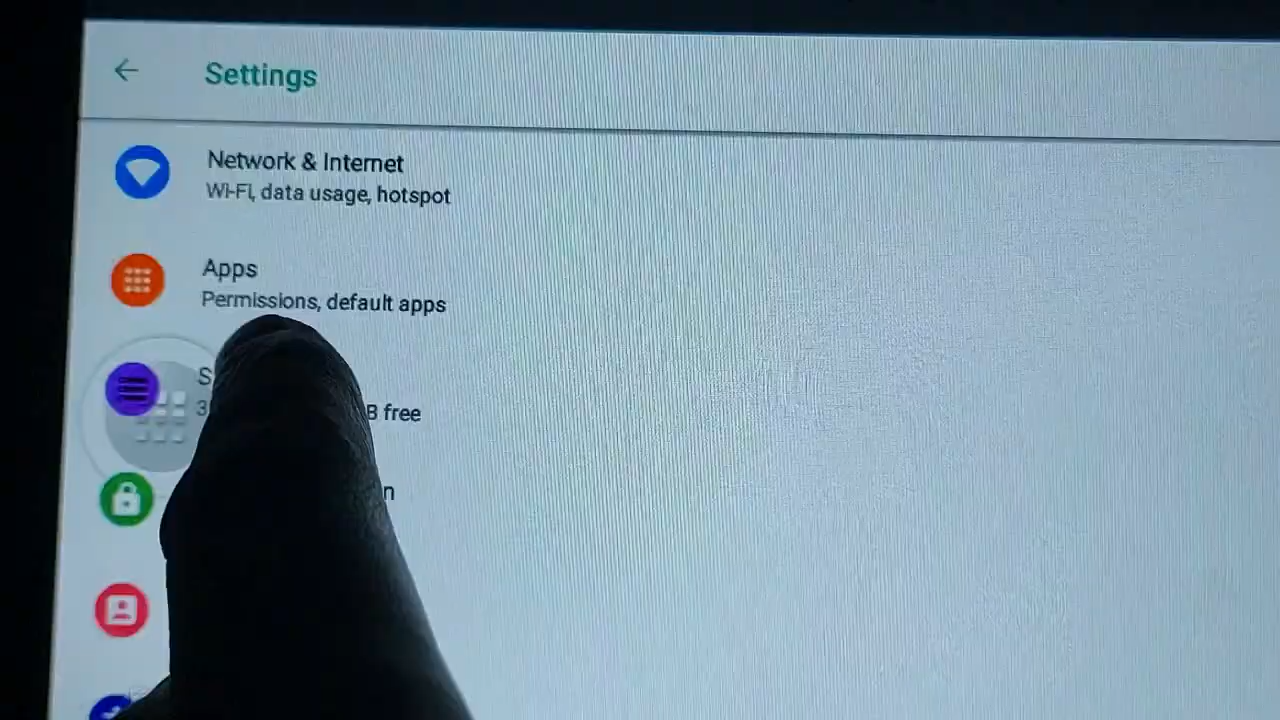 Settings
Network & Internet
Wi-Fi, data usage, hotspot
Apps
Permissions, default apps
free